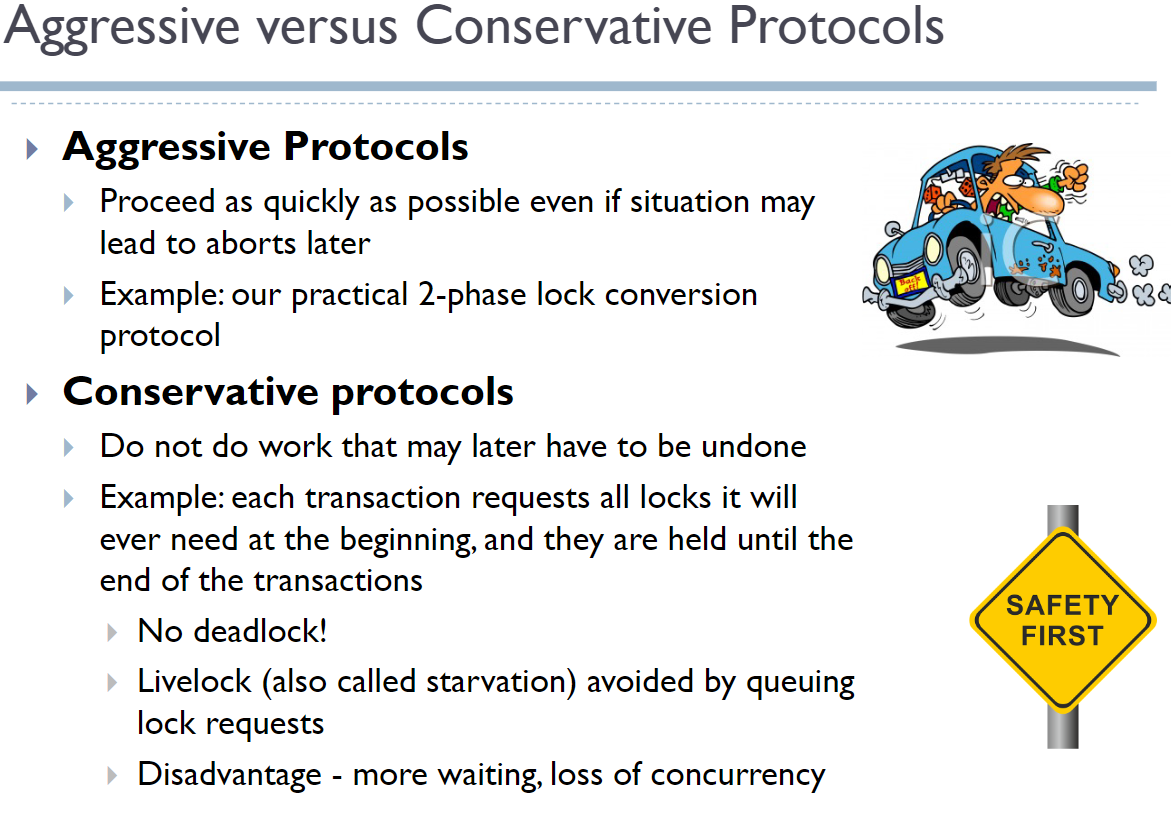 Aggressive versus Conservative Protocols
Aggressive Protocols
Proceed as quickly as possible even if situation may
lead to aborts later
Example: our practical 2-phase lock conversion
protocol
Back
off!
Conservative protocols
Do not do work that may later have to be undone
Example: each transaction requests all locks it will
ever need at the beginning, and they are held until the
end of the transactions
No deadlock!
Livelock (also called starvation) avoided by queuing
lock requests
Disadvantage - more waiting, loss of concurrency
SAFETY
FIRST